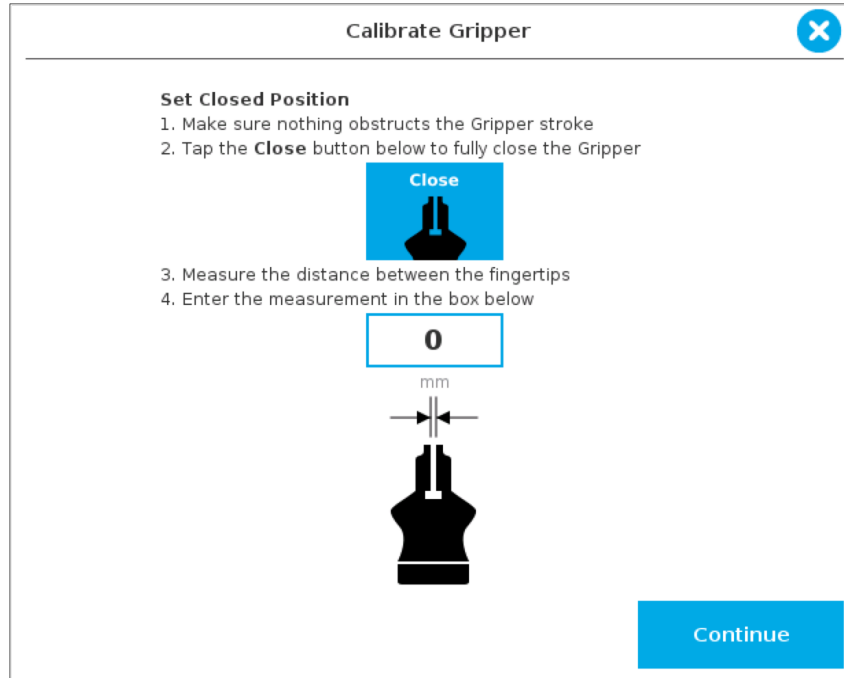 Calibrate Gripper
Set Closed Position
1. Make sure nothing obstructs the Gripper stroke
2. Tap the Close button below to fully close the Gripper
Close
3. Measure the distance between the fingertips
4. Enter the measurement in the box below
0
mm
Continue